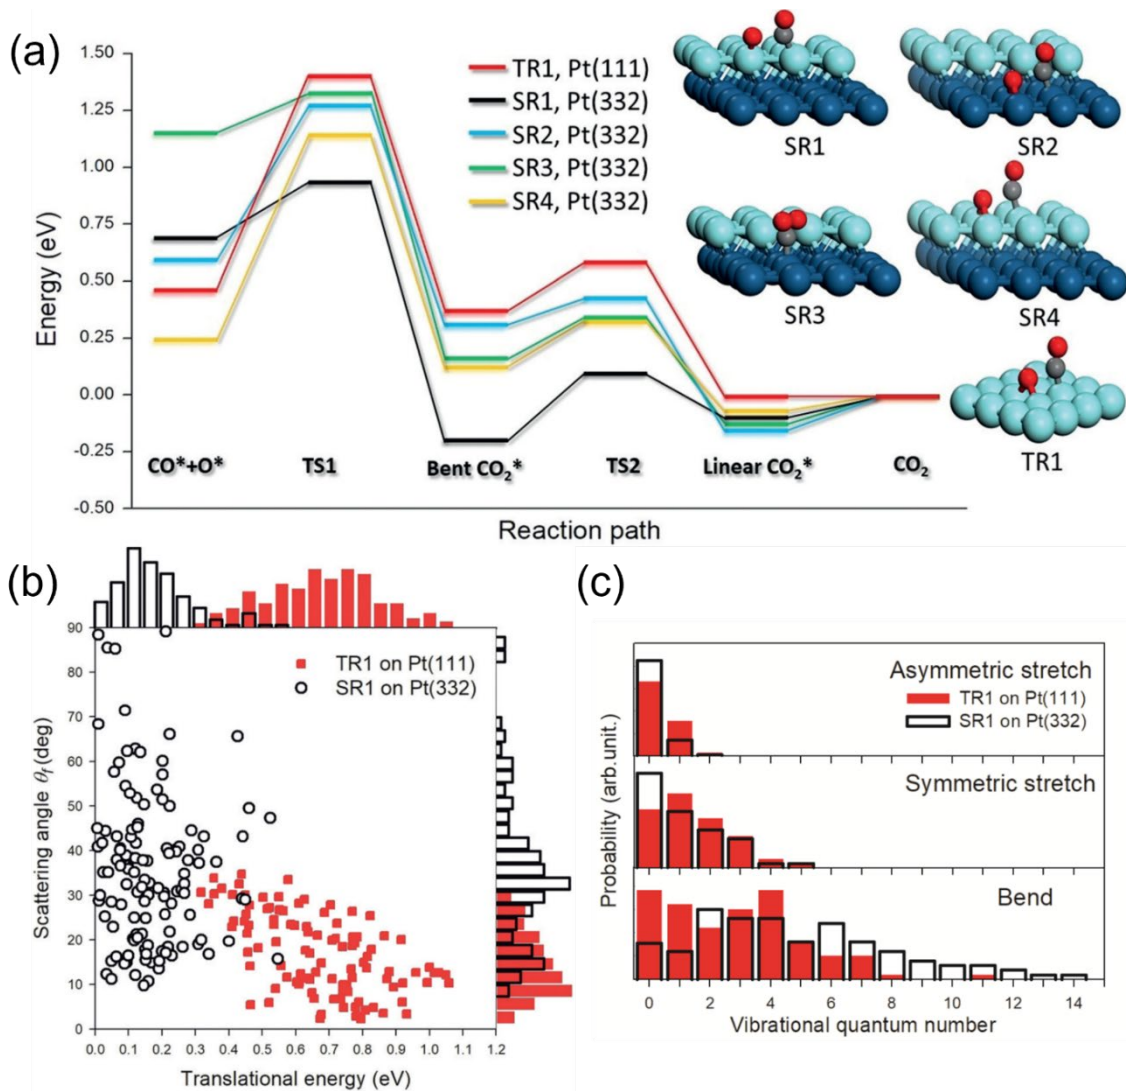 (a)
1.50
1.25
1.00
0.75
0.50
0.25
0.00
-0.25
-0.50
Energy (eV)
TR1, Pt(111)
SR1, Pt(332)
SR2, Pt(332)
SR3, Pt(332)
SR4, Pt(332)
SR1
SR2
SR3
SR4
TR1
CO*+O*
TS1
Bent CO₂*
TS2
Linear CO₂*
CO₂
Reaction path
(b)
90
80
70
60
50
40
30
20
10
0
Scattering angle θf (deg)
TR1 on Pt(111)
SR1 on Pt(332)
0.0 0.1 0.2 0.3 0.4 0.5 0.6 0.7 0.8 0.9 1.0 1.1 1.2
Translational energy (eV)
(c)
Probability (arb.unit.)
Asymmetric stretch
TR1 on Pt(111)
SR1 on Pt(332)
Symmetric stretch
Bend
0 2 4 6 8 10 12 14
Vibrational quantum number